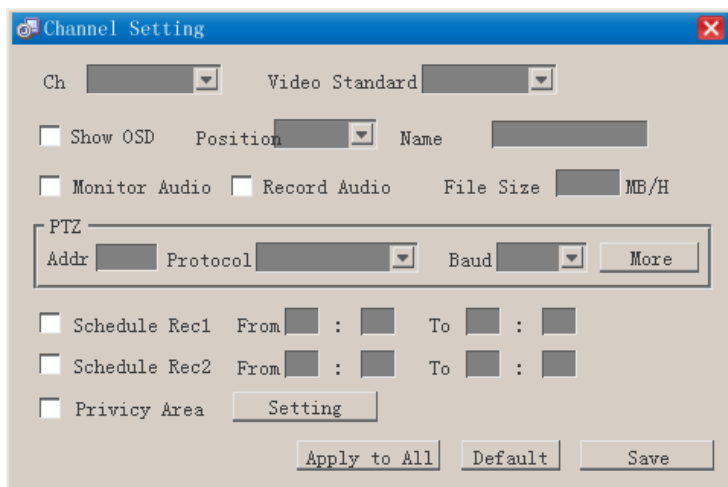 Channel Setting
Ch Video Standard
Show OSD Position Name
Monitor Audio Record Audio File Size MB/H
PTZ
Addr Protocol Baud More
Schedule Rec1 From : To :
Schedule Rec2 From : To :
Privicy Area Setting
Apply to All Default Save